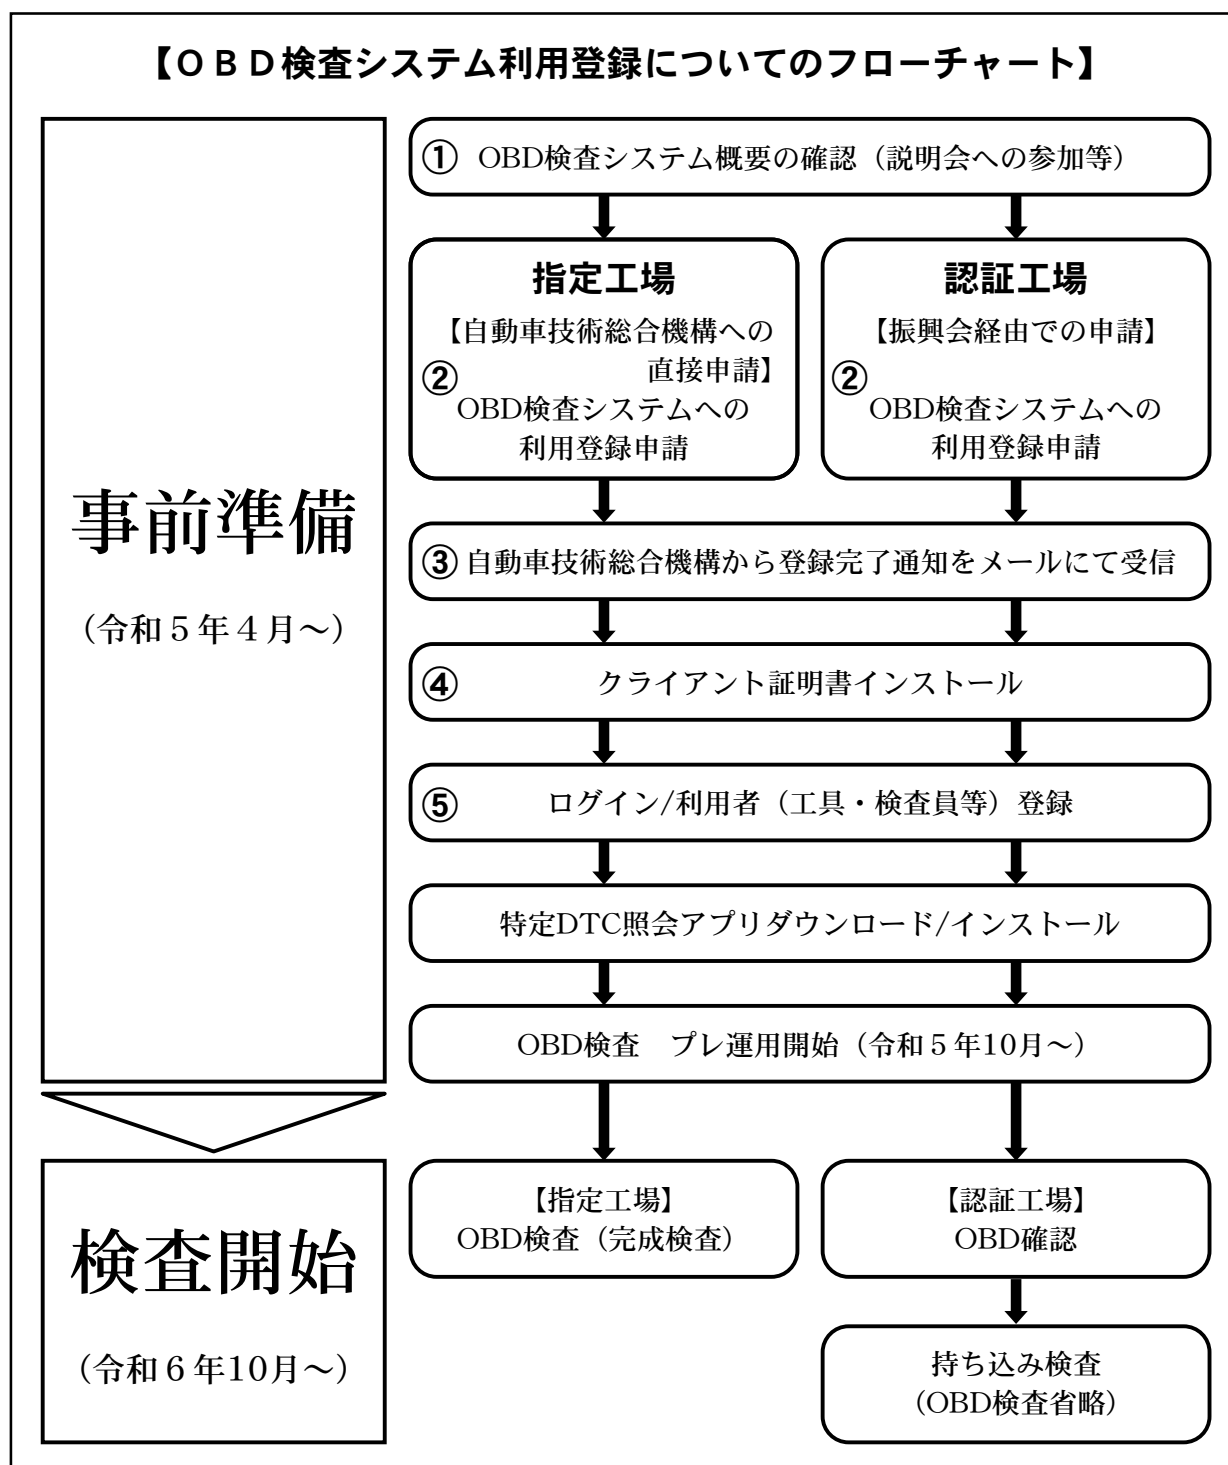 【ＯＢＤ検査システム利用登録についてのフローチャート】
事前準備
（令和５年４月～）
① OBD検査システム概要の確認（説明会への参加等）
指定工場
【自動車技術総合機構への
直接申請】
②
OBD検査システムへの
利用登録申請
認証工場
【振興会経由での申請】
②
OBD検査システムへの
利用登録申請
③ 自動車技術総合機構から登録完了通知をメールにて受信
④ クライアント証明書インストール
⑤ ログイン/利用者（工具・検査員等）登録
特定DTC照会アプリダウンロード/インストール
OBD検査　プレ運用開始（令和５年10月～）
検査開始
（令和６年10月～）
【指定工場】
OBD検査（完成検査）
【認証工場】
OBD確認
持ち込み検査
（OBD検査省略）